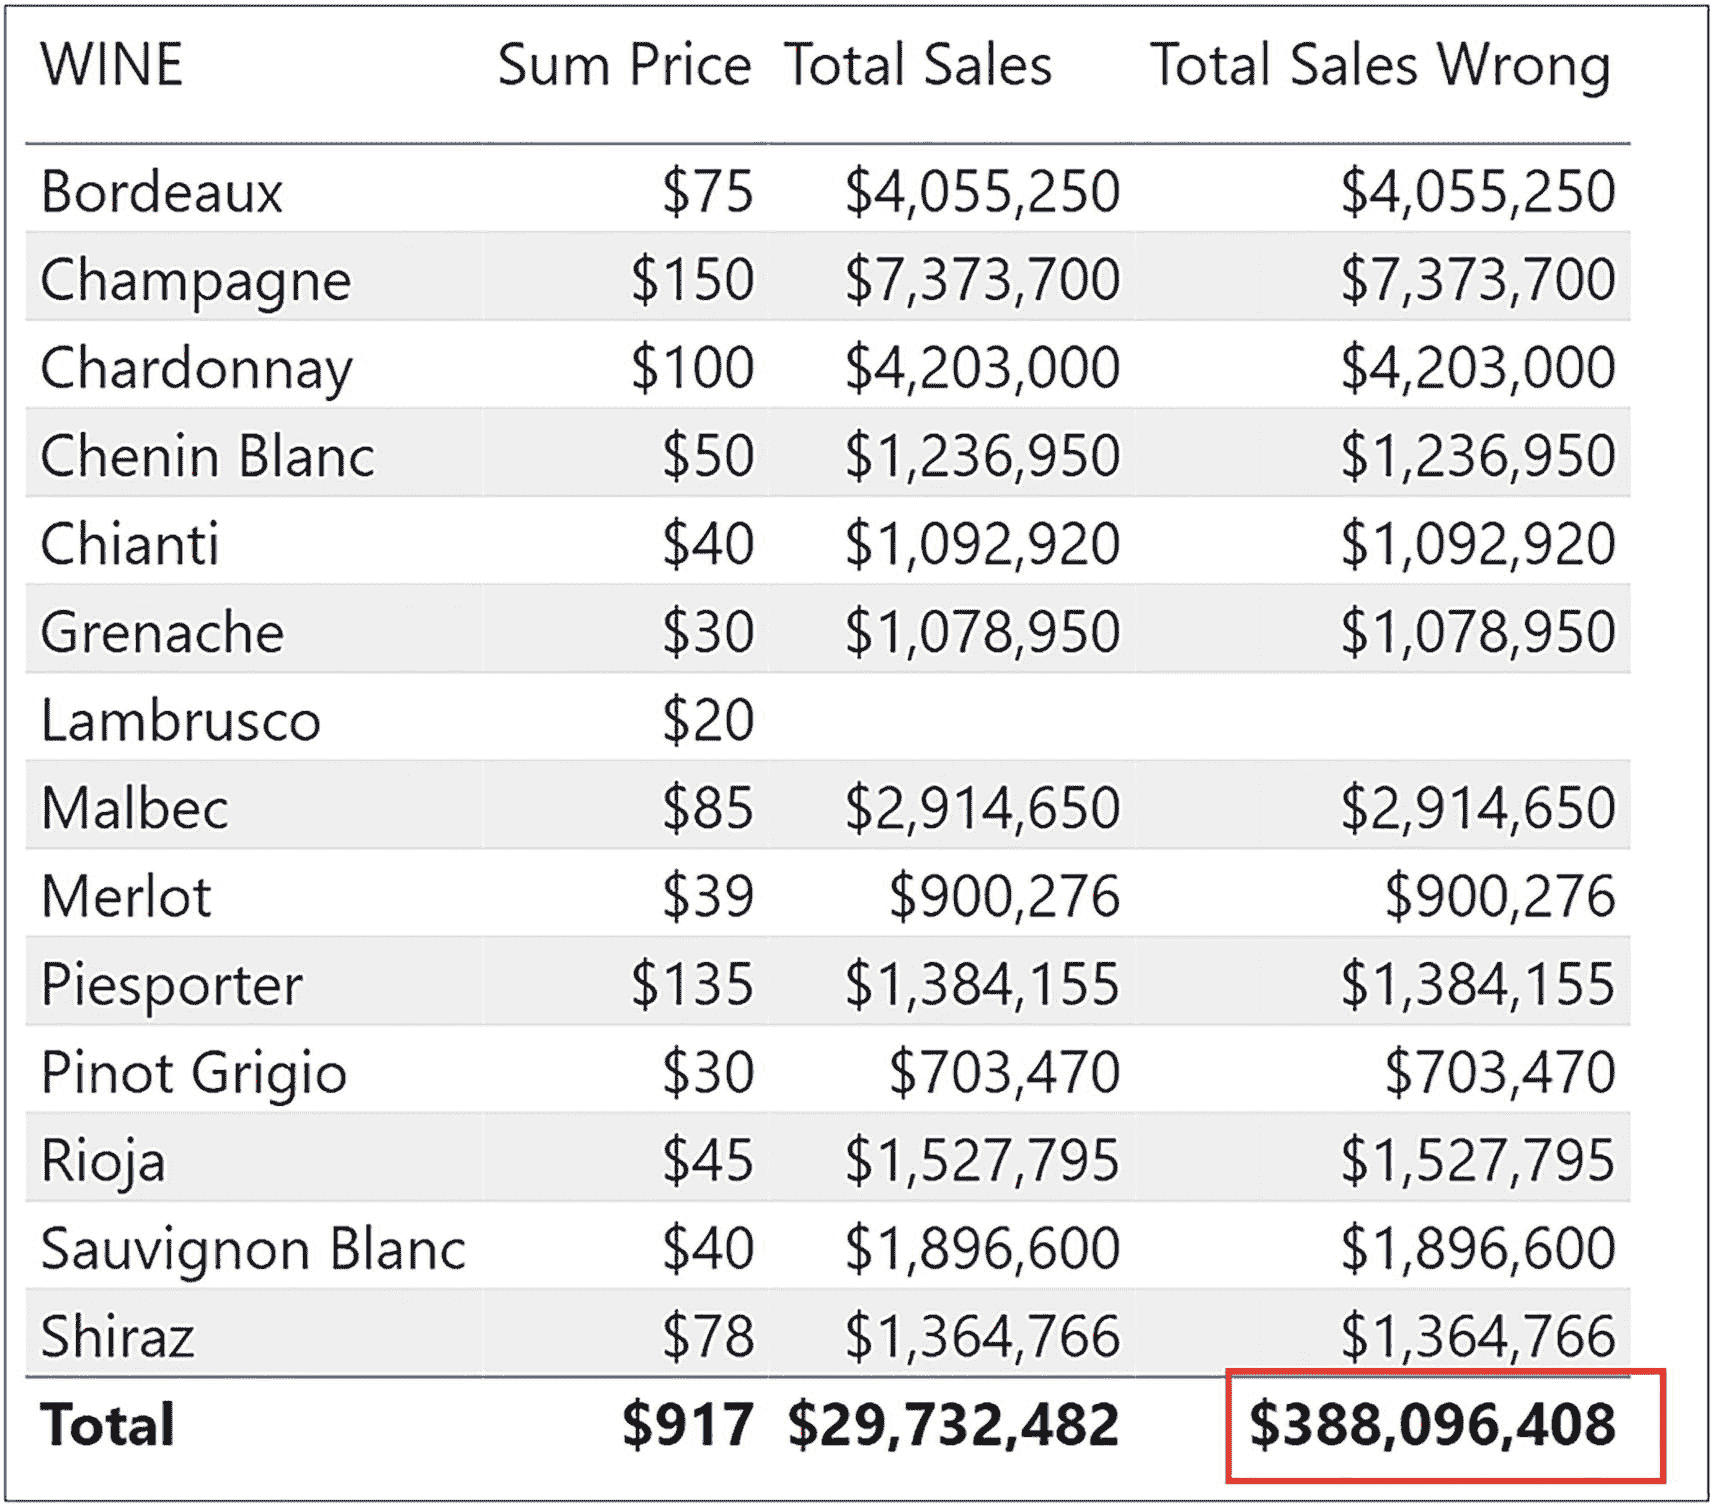 WINE Sum Price Total Sales Total Sales Wrong
Bordeaux $75 $4,055,250 $4,055,250
Champagne $150 $7,373,700 $7,373,700
Chardonnay $100 $4,203,000 $4,203,000
Chenin Blanc $50 $1,236,950 $1,236,950
Chianti $40 $1,092,920 $1,092,920
Grenache $30 $1,078,950 $1,078,950
Lambrusco $20
Malbec $85 $2,914,650 $2,914,650
Merlot $39 $900,276 $900,276
Piesporter $135 $1,384,155 $1,384,155
Pinot Grigio $30 $703,470 $703,470
Rioja $45 $1,527,795 $1,527,795
Sauvignon Blanc $40 $1,896,600 $1,896,600
Shiraz $78 $1,364,766 $1,364,766
Total $917 $29,732,482 $388,096,408